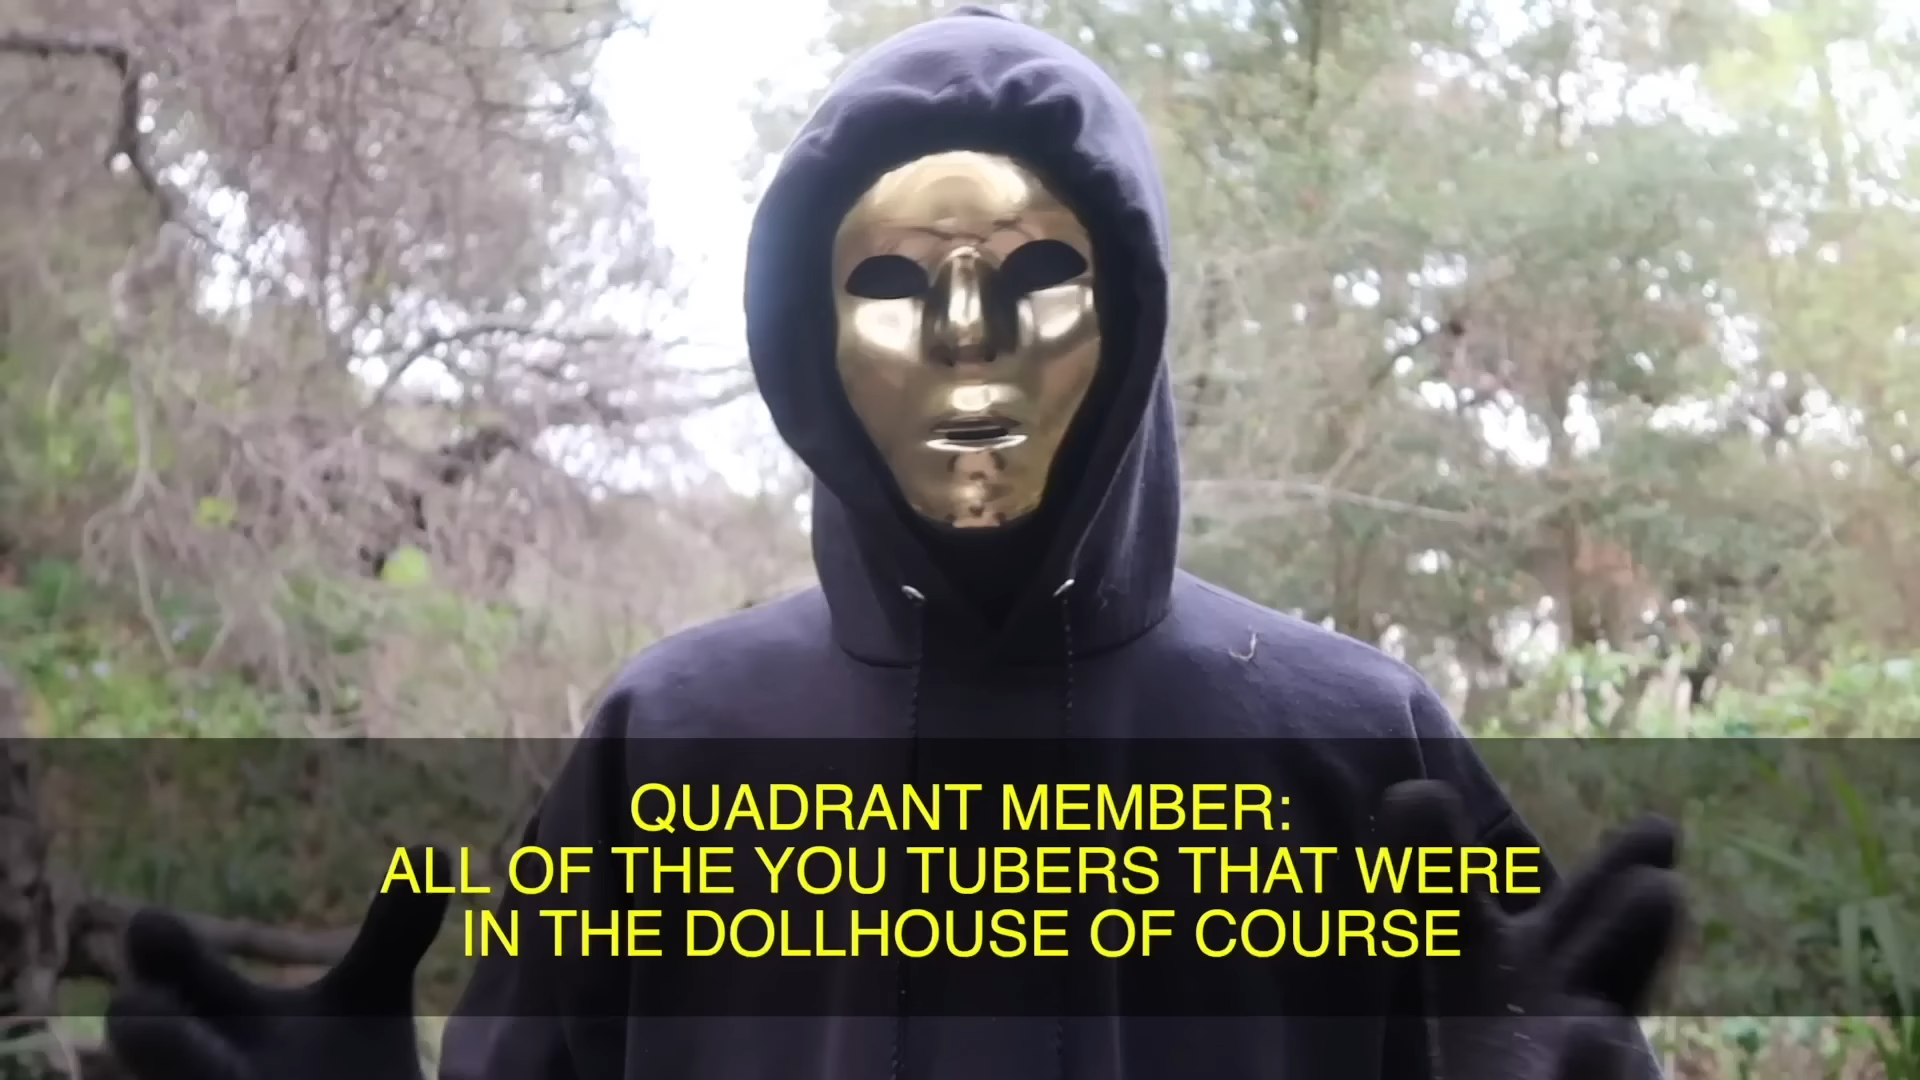 QUADRANT MEMBER:
ALL OF THE YOU TUBERS THAT WERE
IN THE DOLLHOUSE OF COURSE